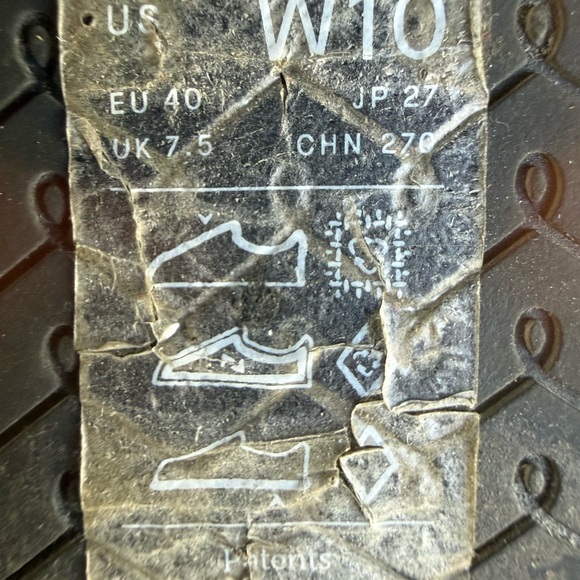 US W10
EU 40 JP 27
UK 7.5 CHN 270
Patents